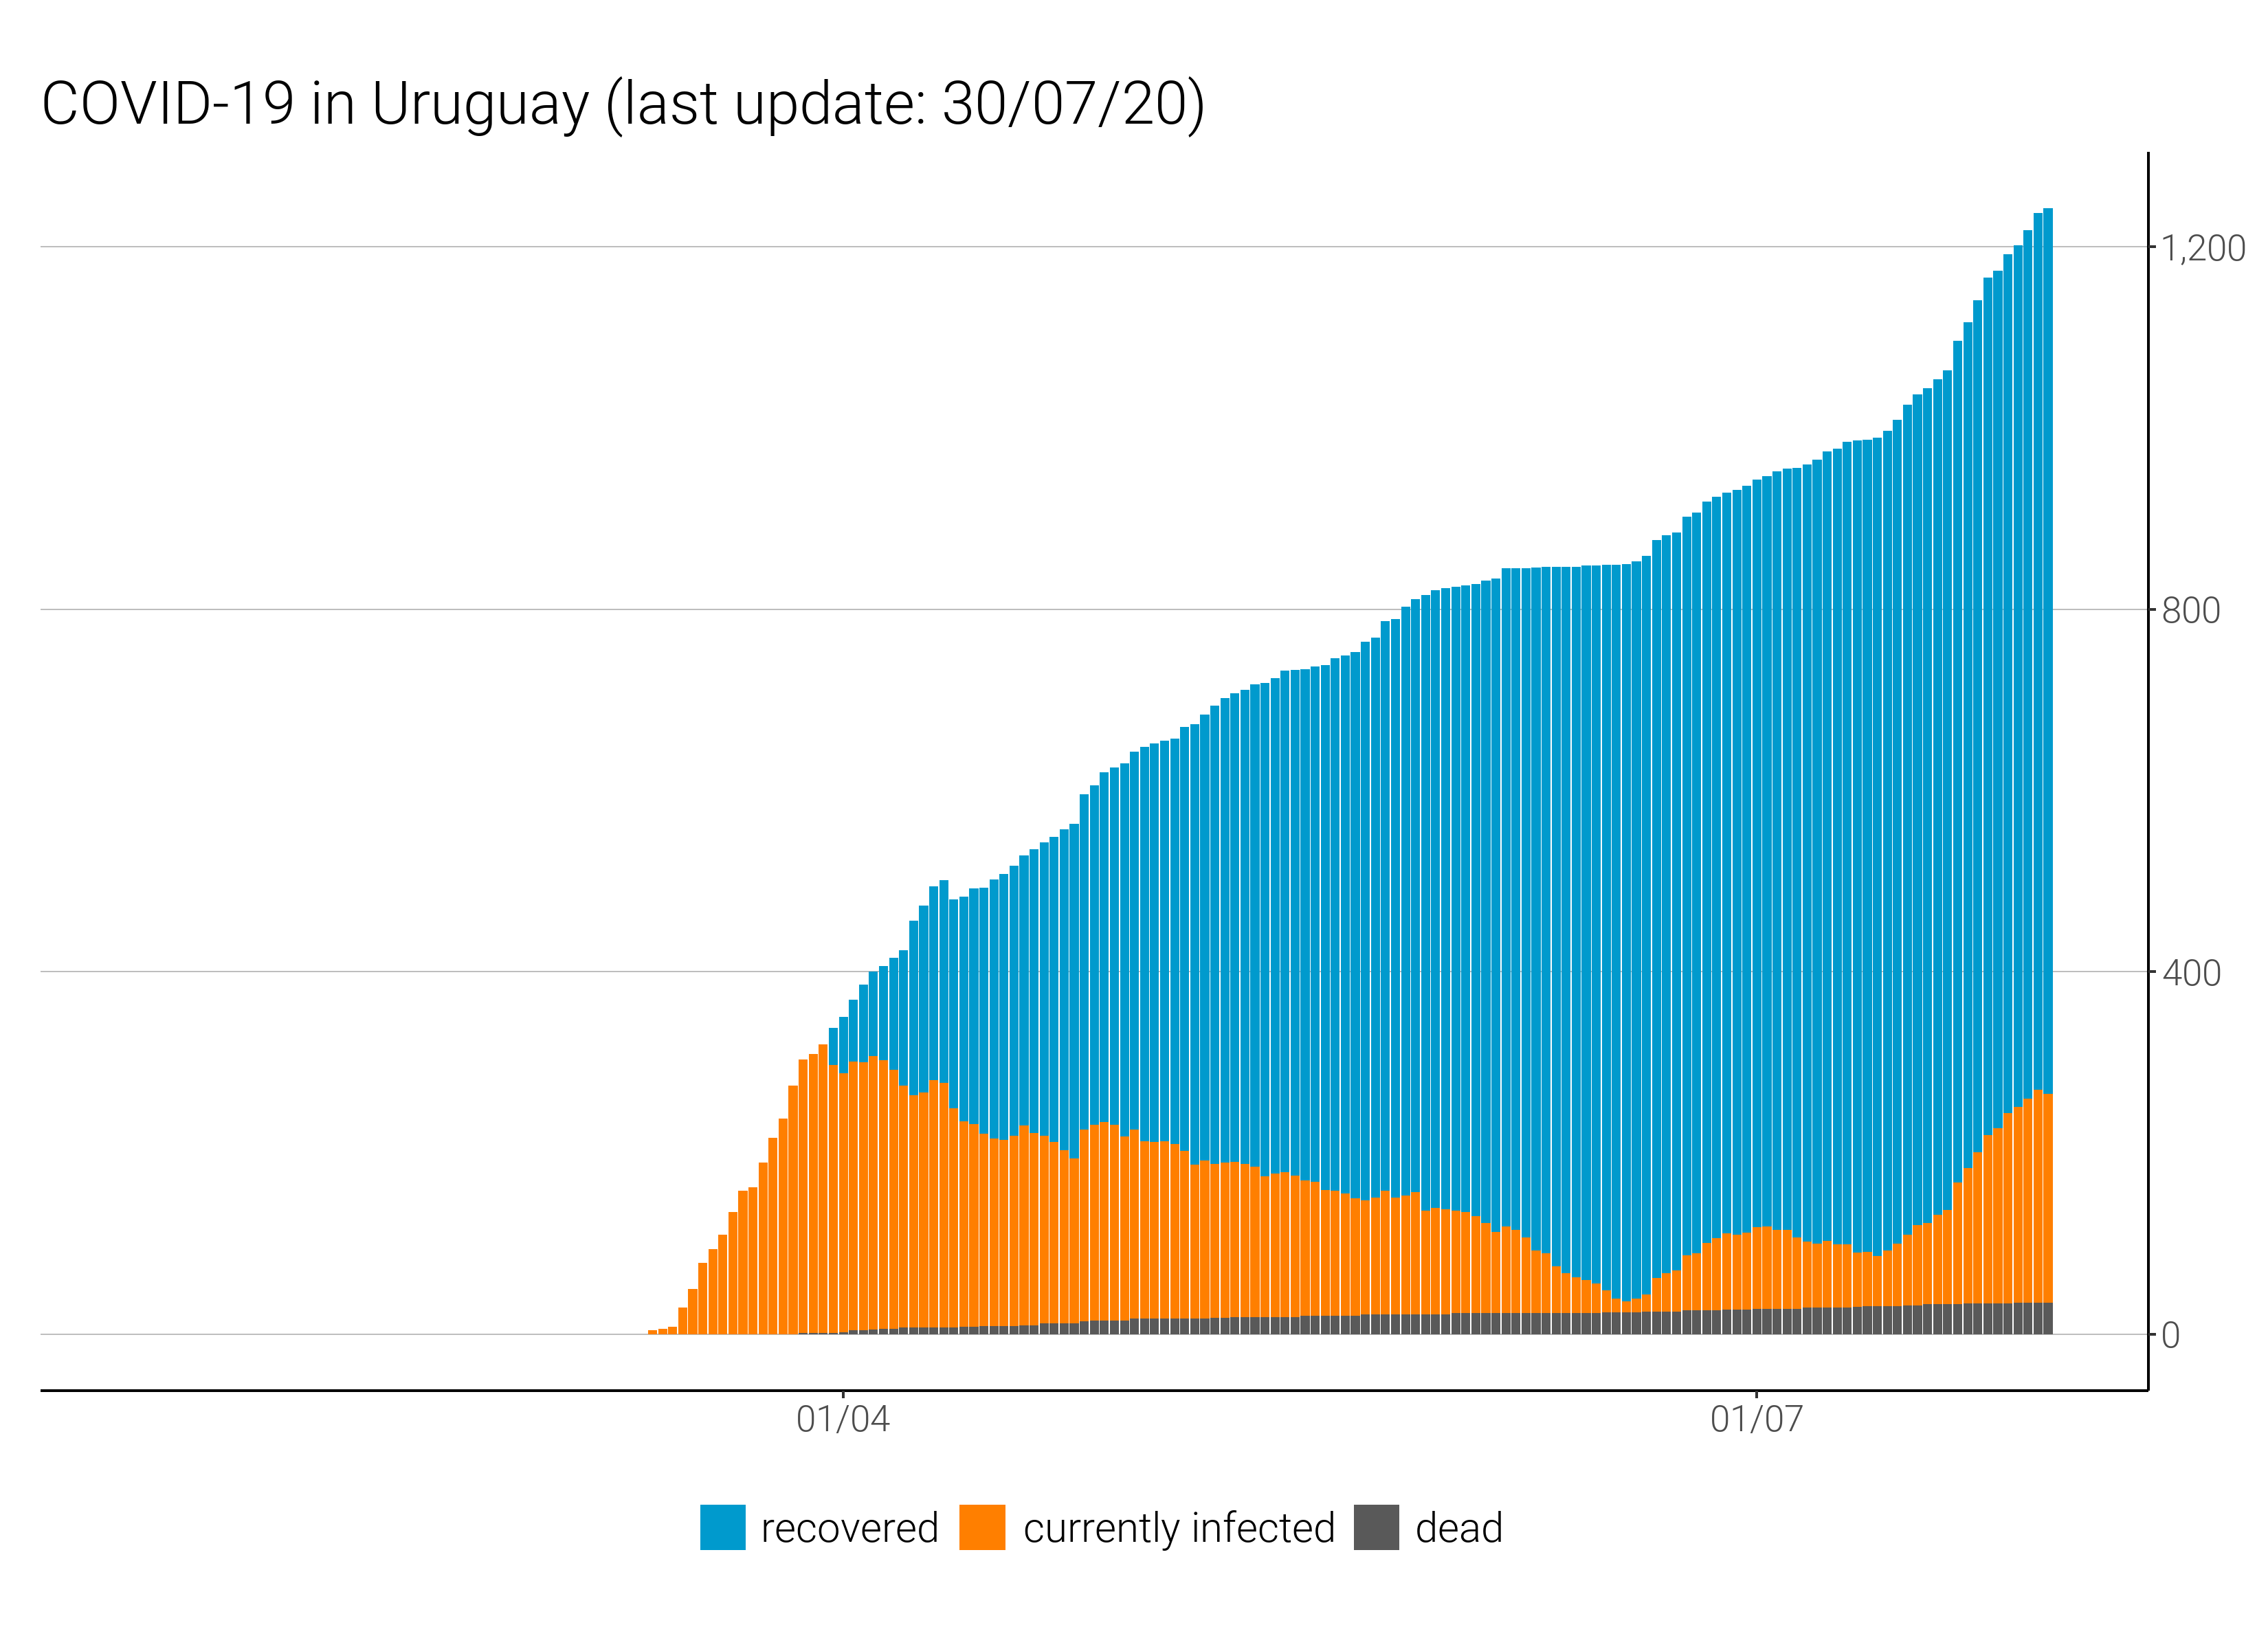 COVID-19 in Uruguay (last update: 30/07/20)
1,200
800
400
0
01/04 01/07
recovered currently infected dead